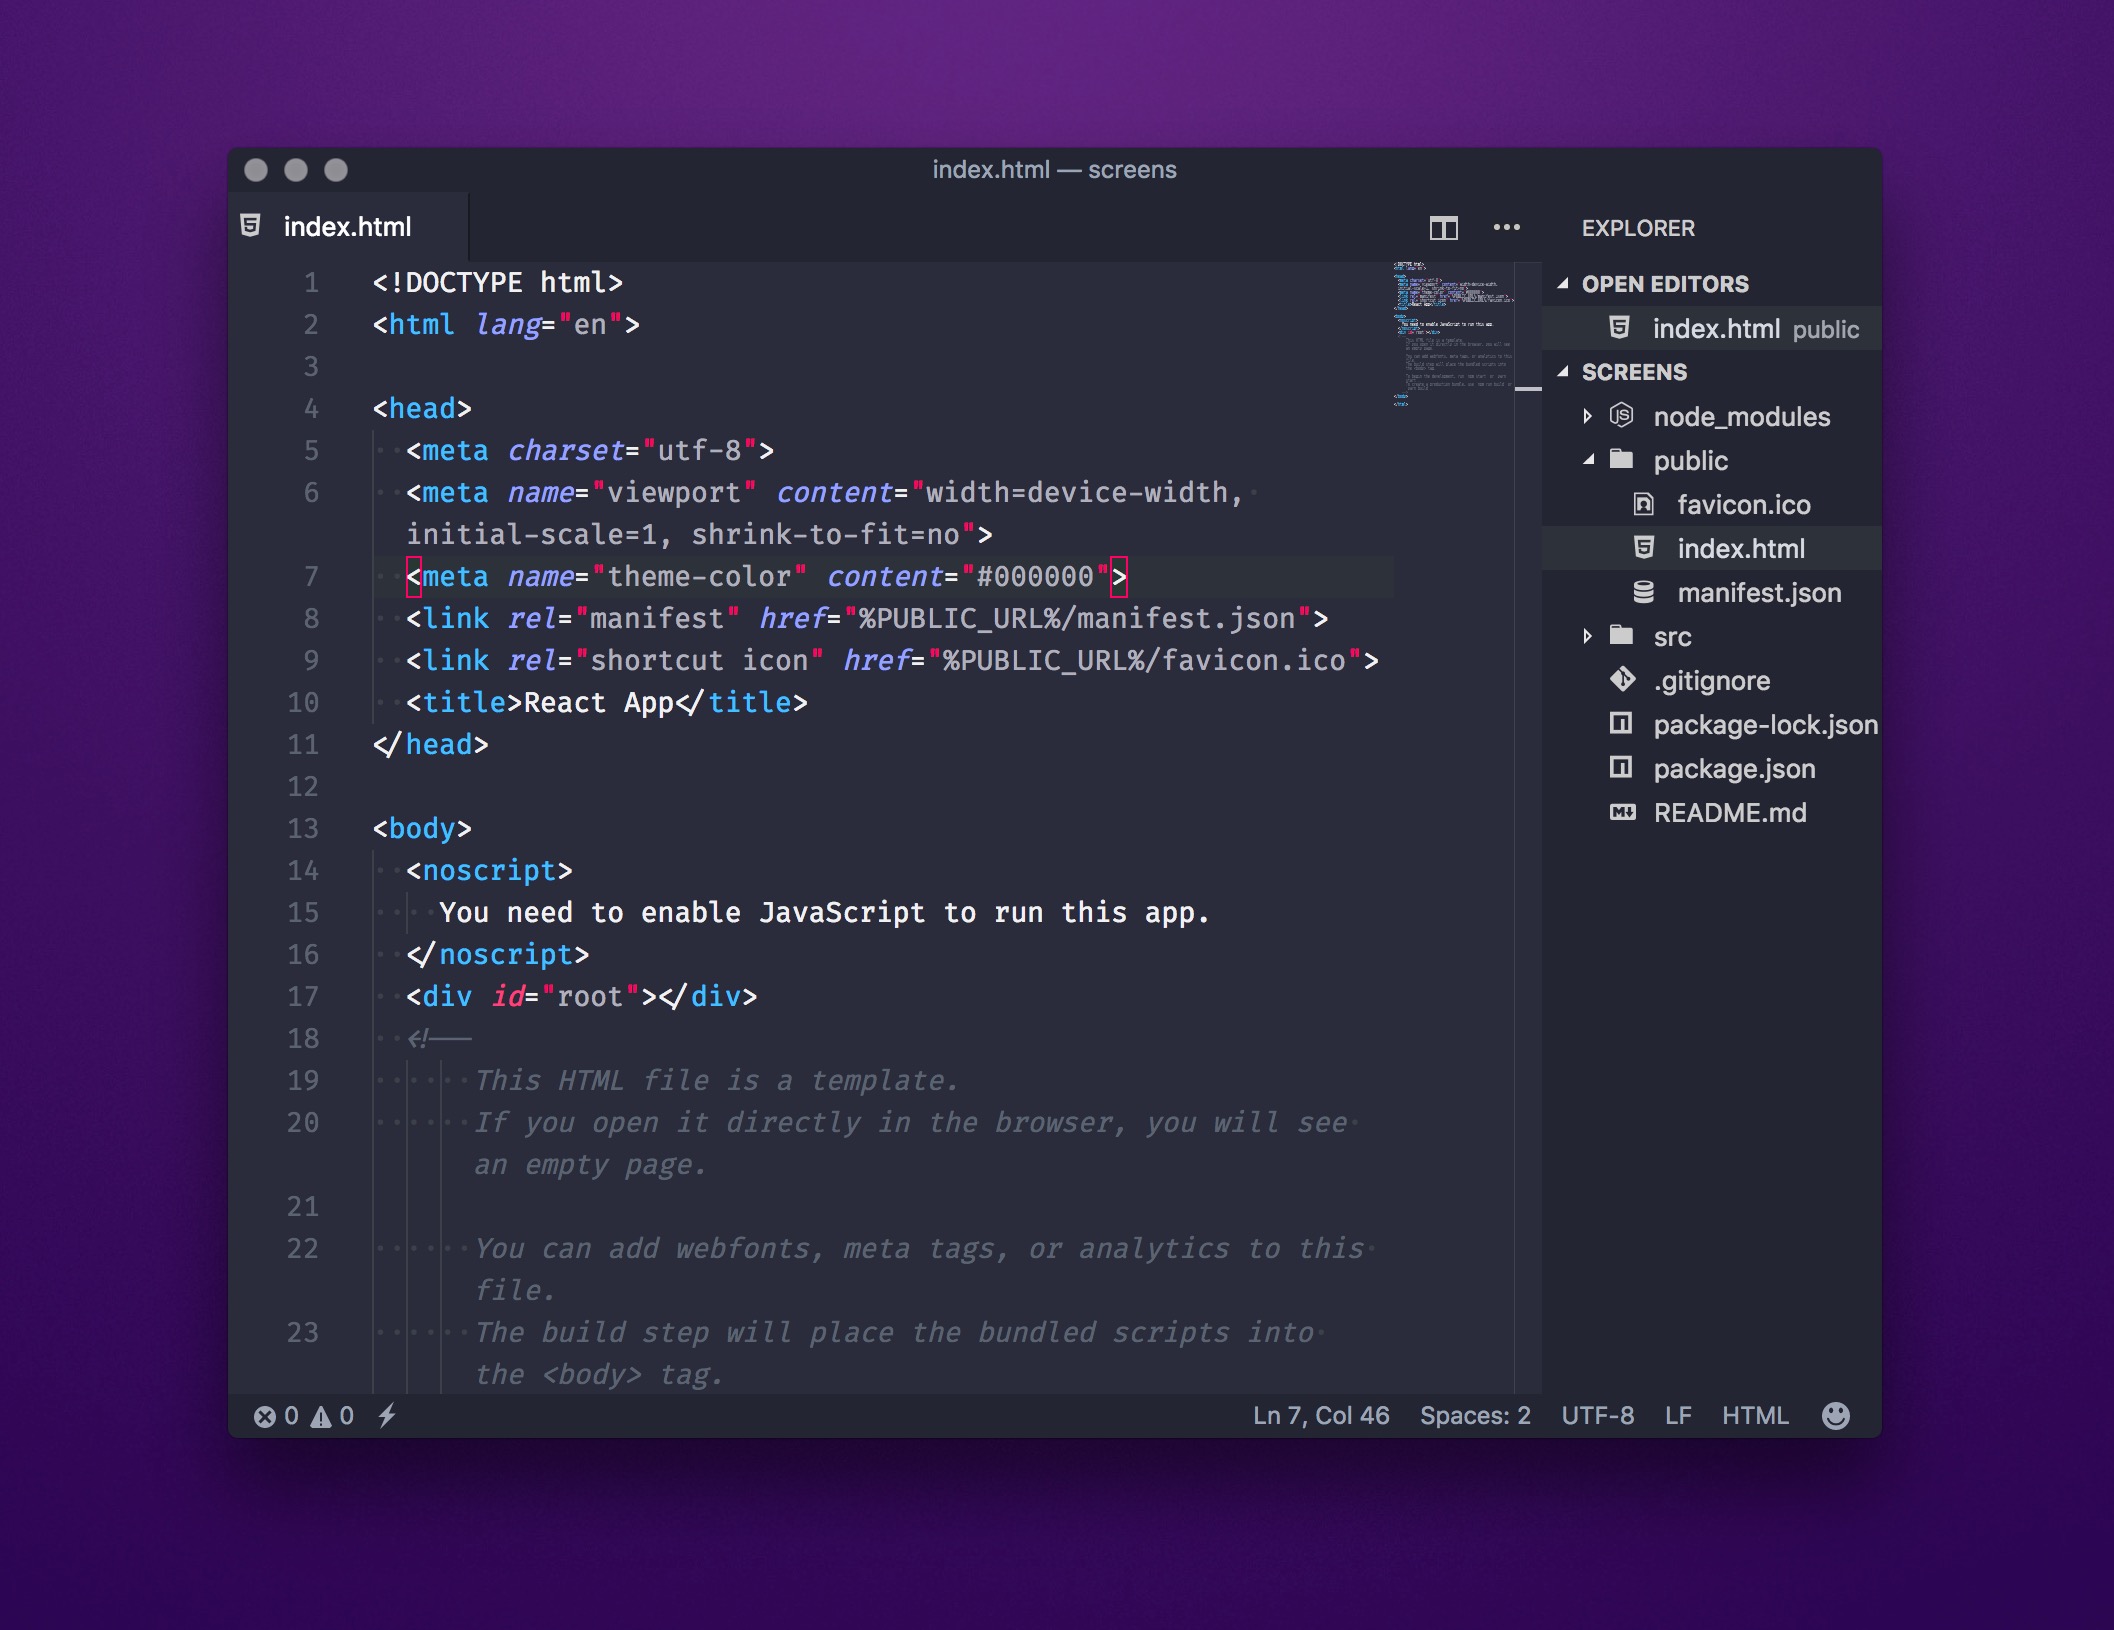 index.html — screens
index.html
1 <!DOCTYPE html>
2 <html lang="en">
3
4 <head>
5 <meta charset="utf-8">
6 <meta name="viewport" content="width=device-width,
initial-scale=1, shrink-to-fit=no">
7 <meta name="theme-color" content="#000000">
8 <link rel="manifest" href="%PUBLIC_URL%/manifest.json">
9 <link rel="shortcut icon" href="%PUBLIC_URL%/favicon.ico">
10 <title>React App</title>
11 </head>
12
13 <body>
14 <noscript>
15 You need to enable JavaScript to run this app.
16 </noscript>
17 <div id="root"></div>
18 <!--
19 This HTML file is a template.
20 If you open it directly in the browser, you will see
an empty page.
21
22 You can add webfonts, meta tags, or analytics to this
file.
23 The build step will place the bundled scripts into
the <body> tag.
EXPLORER
OPEN EDITORS
index.html public
SCREENS
node_modules
public
favicon.ico
index.html
manifest.json
src
.gitignore
package-lock.json
package.json
README.md
0 0 Ln 7, Col 46 Spaces: 2 UTF-8 LF HTML